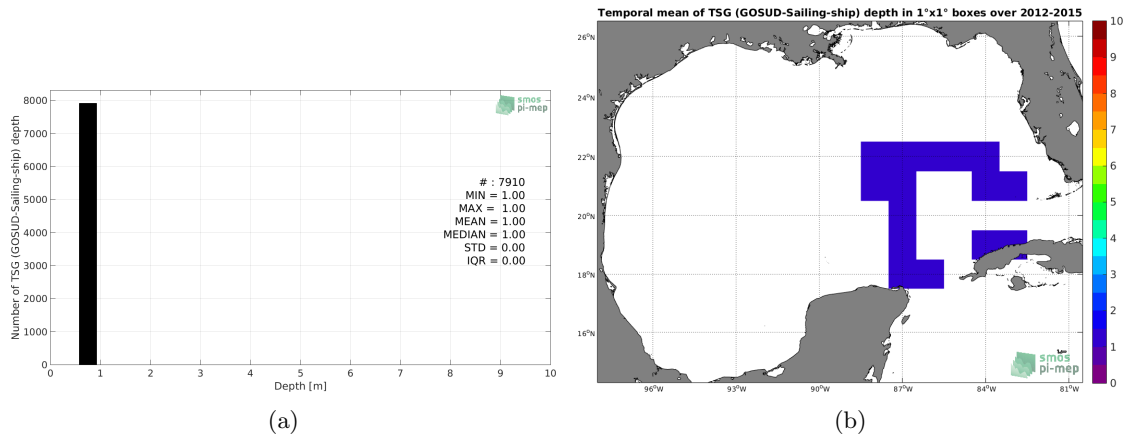 Temporal mean of TSG (GOSUD-Sailing-ship) depth in 1°x1° boxes over 2012-2015
Number of TSG (GOSUD-Sailing-ship) depth
8000
7000
6000
5000
4000
3000
2000
1000
0
0 1 2 3 4 5 6 7 8 9 10
Depth [m]
smos
pi-mep
# : 7910
MIN = 1.00
MAX = 1.00
MEAN = 1.00
MEDIAN = 1.00
STD = 0.00
IQR = 0.00
(a)
26°N
24°N
22°N
20°N
18°N
16°N
96°W 93°W 90°W 87°W 84°W 81°W
smos
pi-mep
10
9
8
7
6
5
4
3
2
1
0
(b)